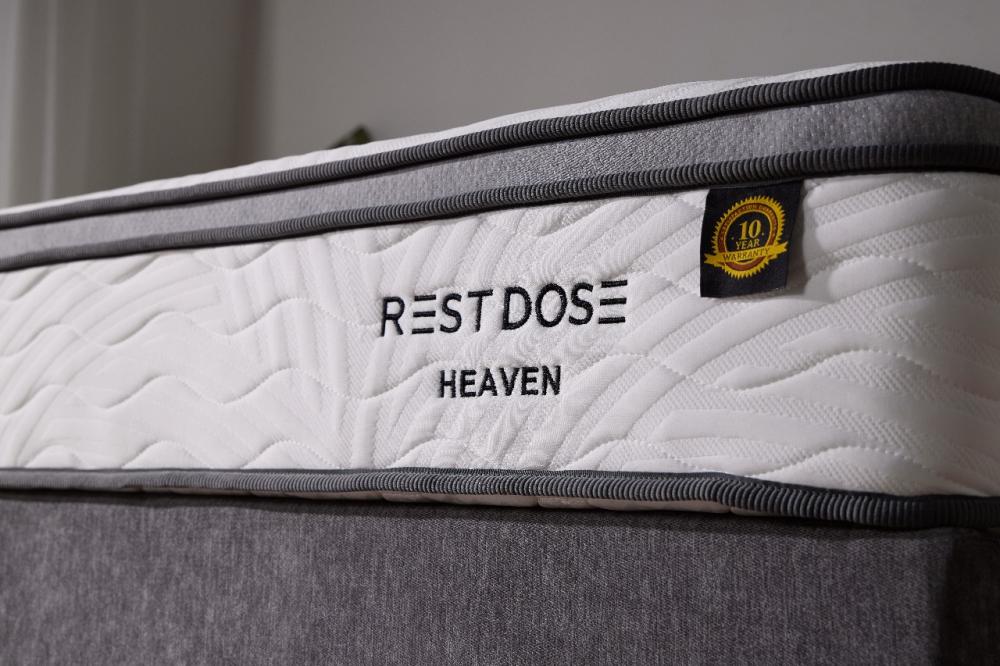 REST DOSE
HEAVEN
10
YEAR
WARRANTY